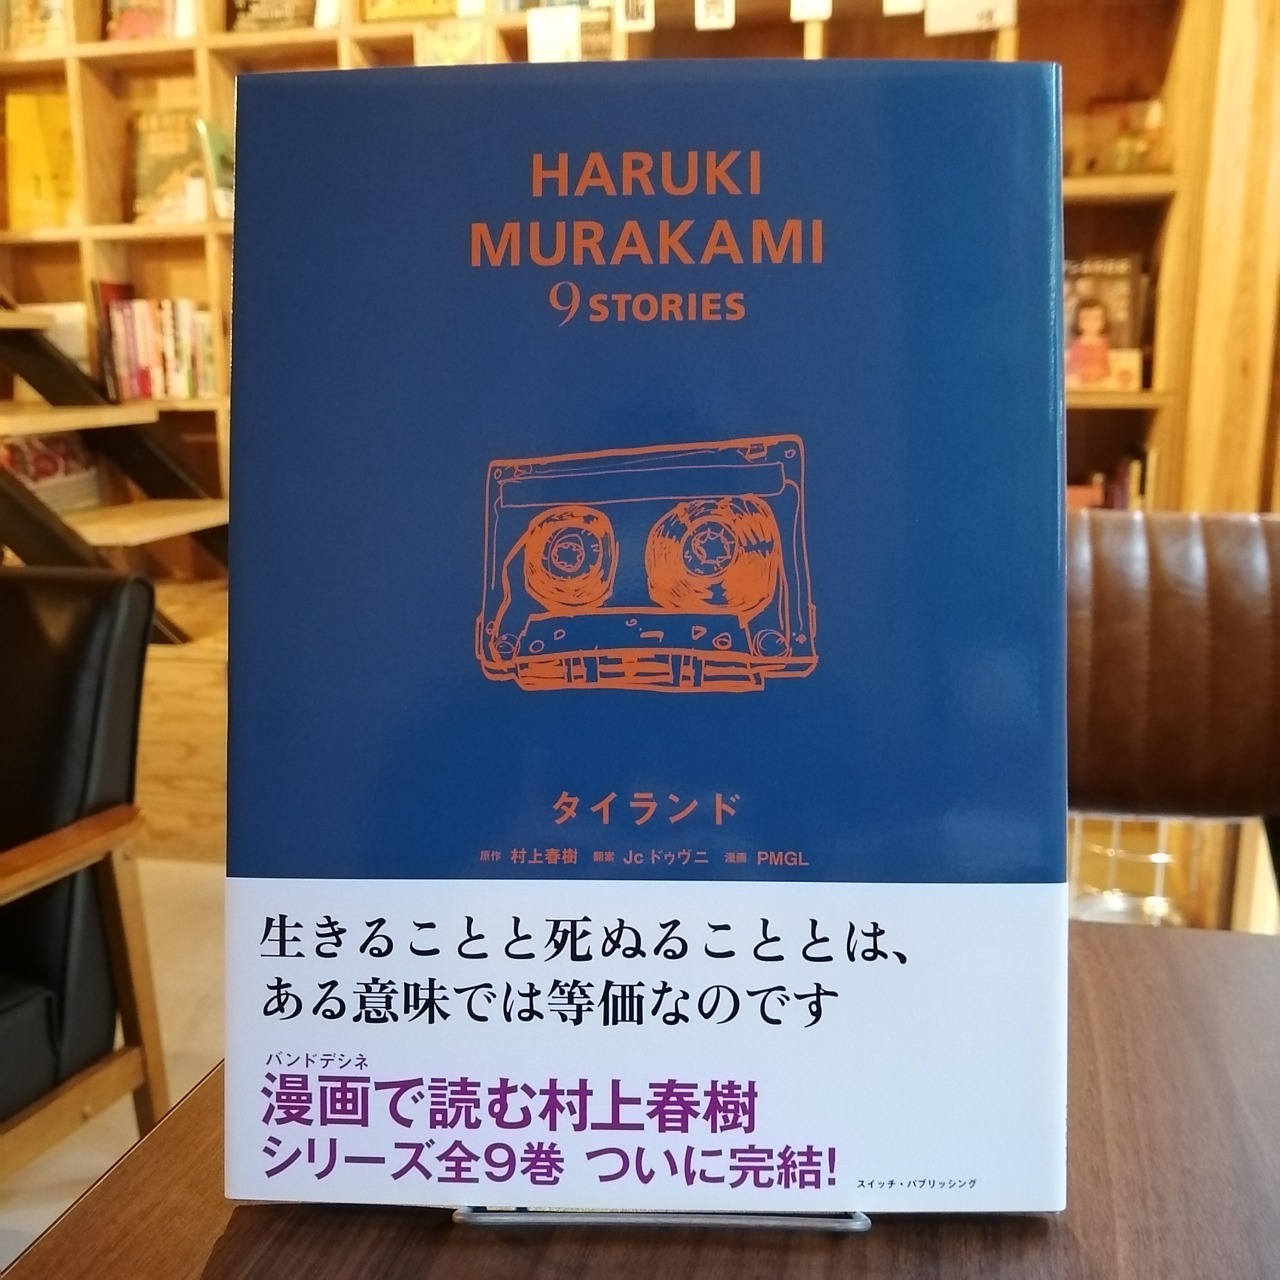 HARUKI
MURAKAMI
9 STORIES
タイランド
原作 村上春樹 翻案 Jc ドゥヴニ 漫画 PMGL
生きることと死ぬることとは、
ある意味では等価なのです
バンドデシネ
漫画で読む村上春樹
シリーズ全9巻 ついに完結!
スイッチ・パブリッシング